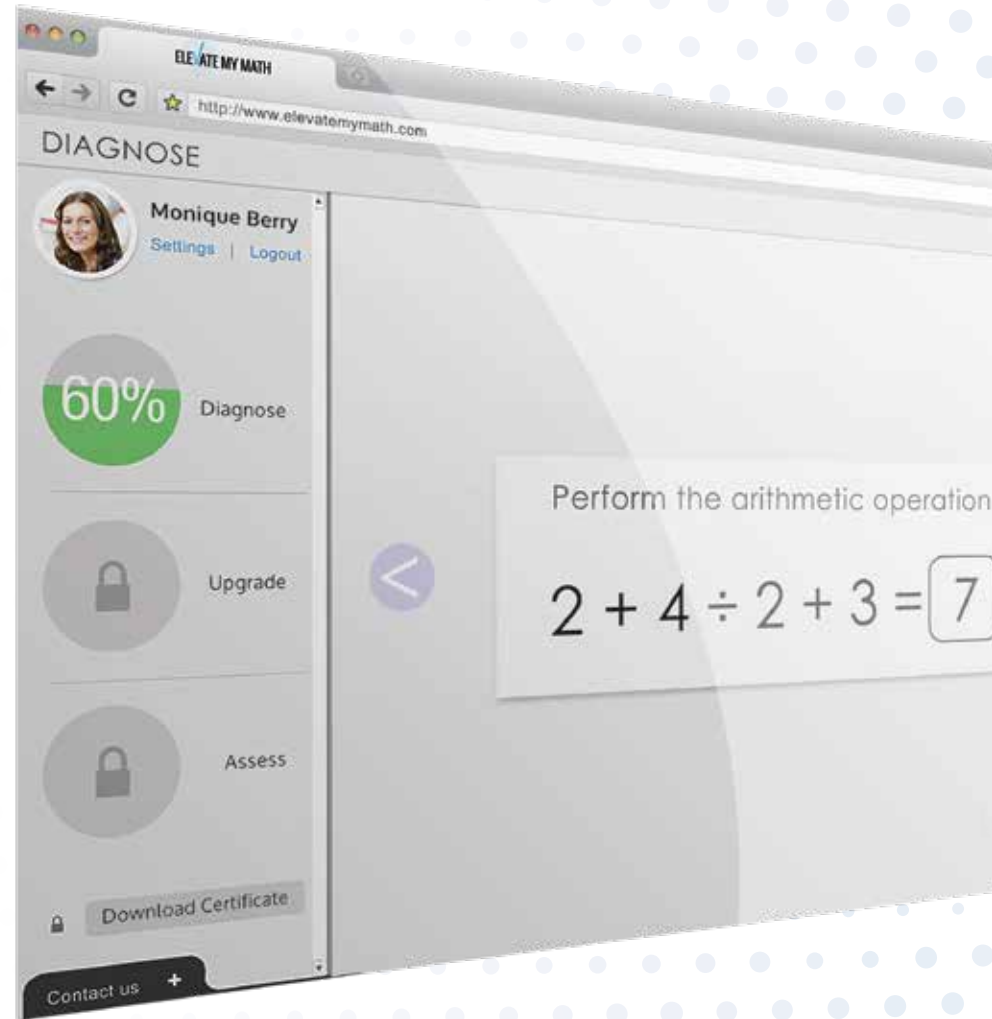 ELEVATE MY MATH
http://www.elevatemymath.com
DIAGNOSE
Monique Berry
Settings | Logout
60% Diagnose
Upgrade
Assess
Download Certificate
Contact us +
<
Perform the arithmetic operation
2 + 4 ÷ 2 + 3 = 7